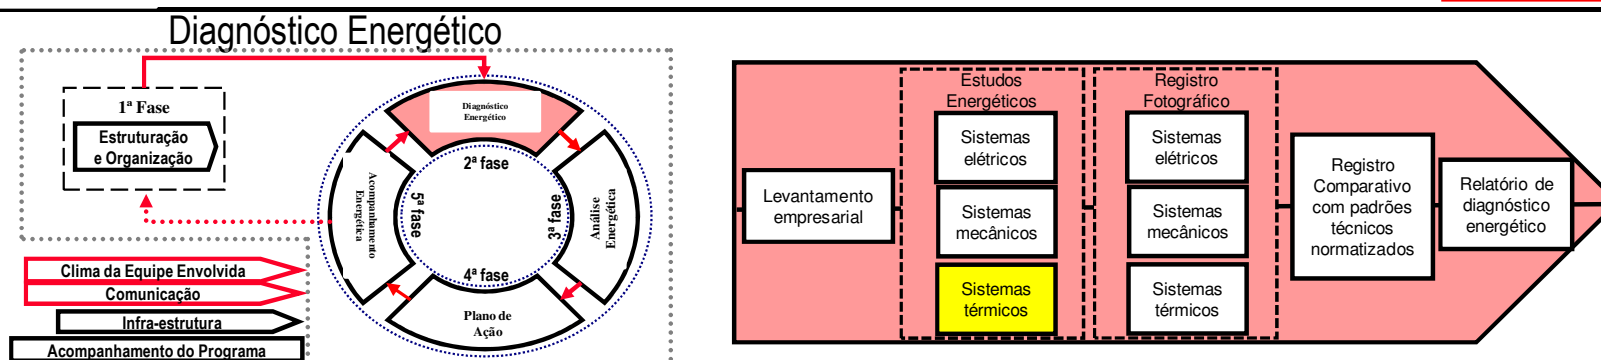 Diagnóstico Energético
1ª Fase
Estruturação
e Organização
Diagnóstico
Energético
2ª fase
Análise
Energética
3ª fase
4ª fase
Plano de
Ação
Acompanhamento
Energética
5ª fase
Clima da Equipe Envolvida
Comunicação
Infra-estrutura
Acompanhamento do Programa
Levantamento
empresarial
Estudos
Energéticos
Sistemas
elétricos
Sistemas
mecânicos
Sistemas
térmicos
Registro
Fotográfico
Sistemas
elétricos
Sistemas
mecânicos
Sistemas
térmicos
Registro
Comparativo
com padrões
técnicos
normatizados
Relatório de
diagnóstico
energético